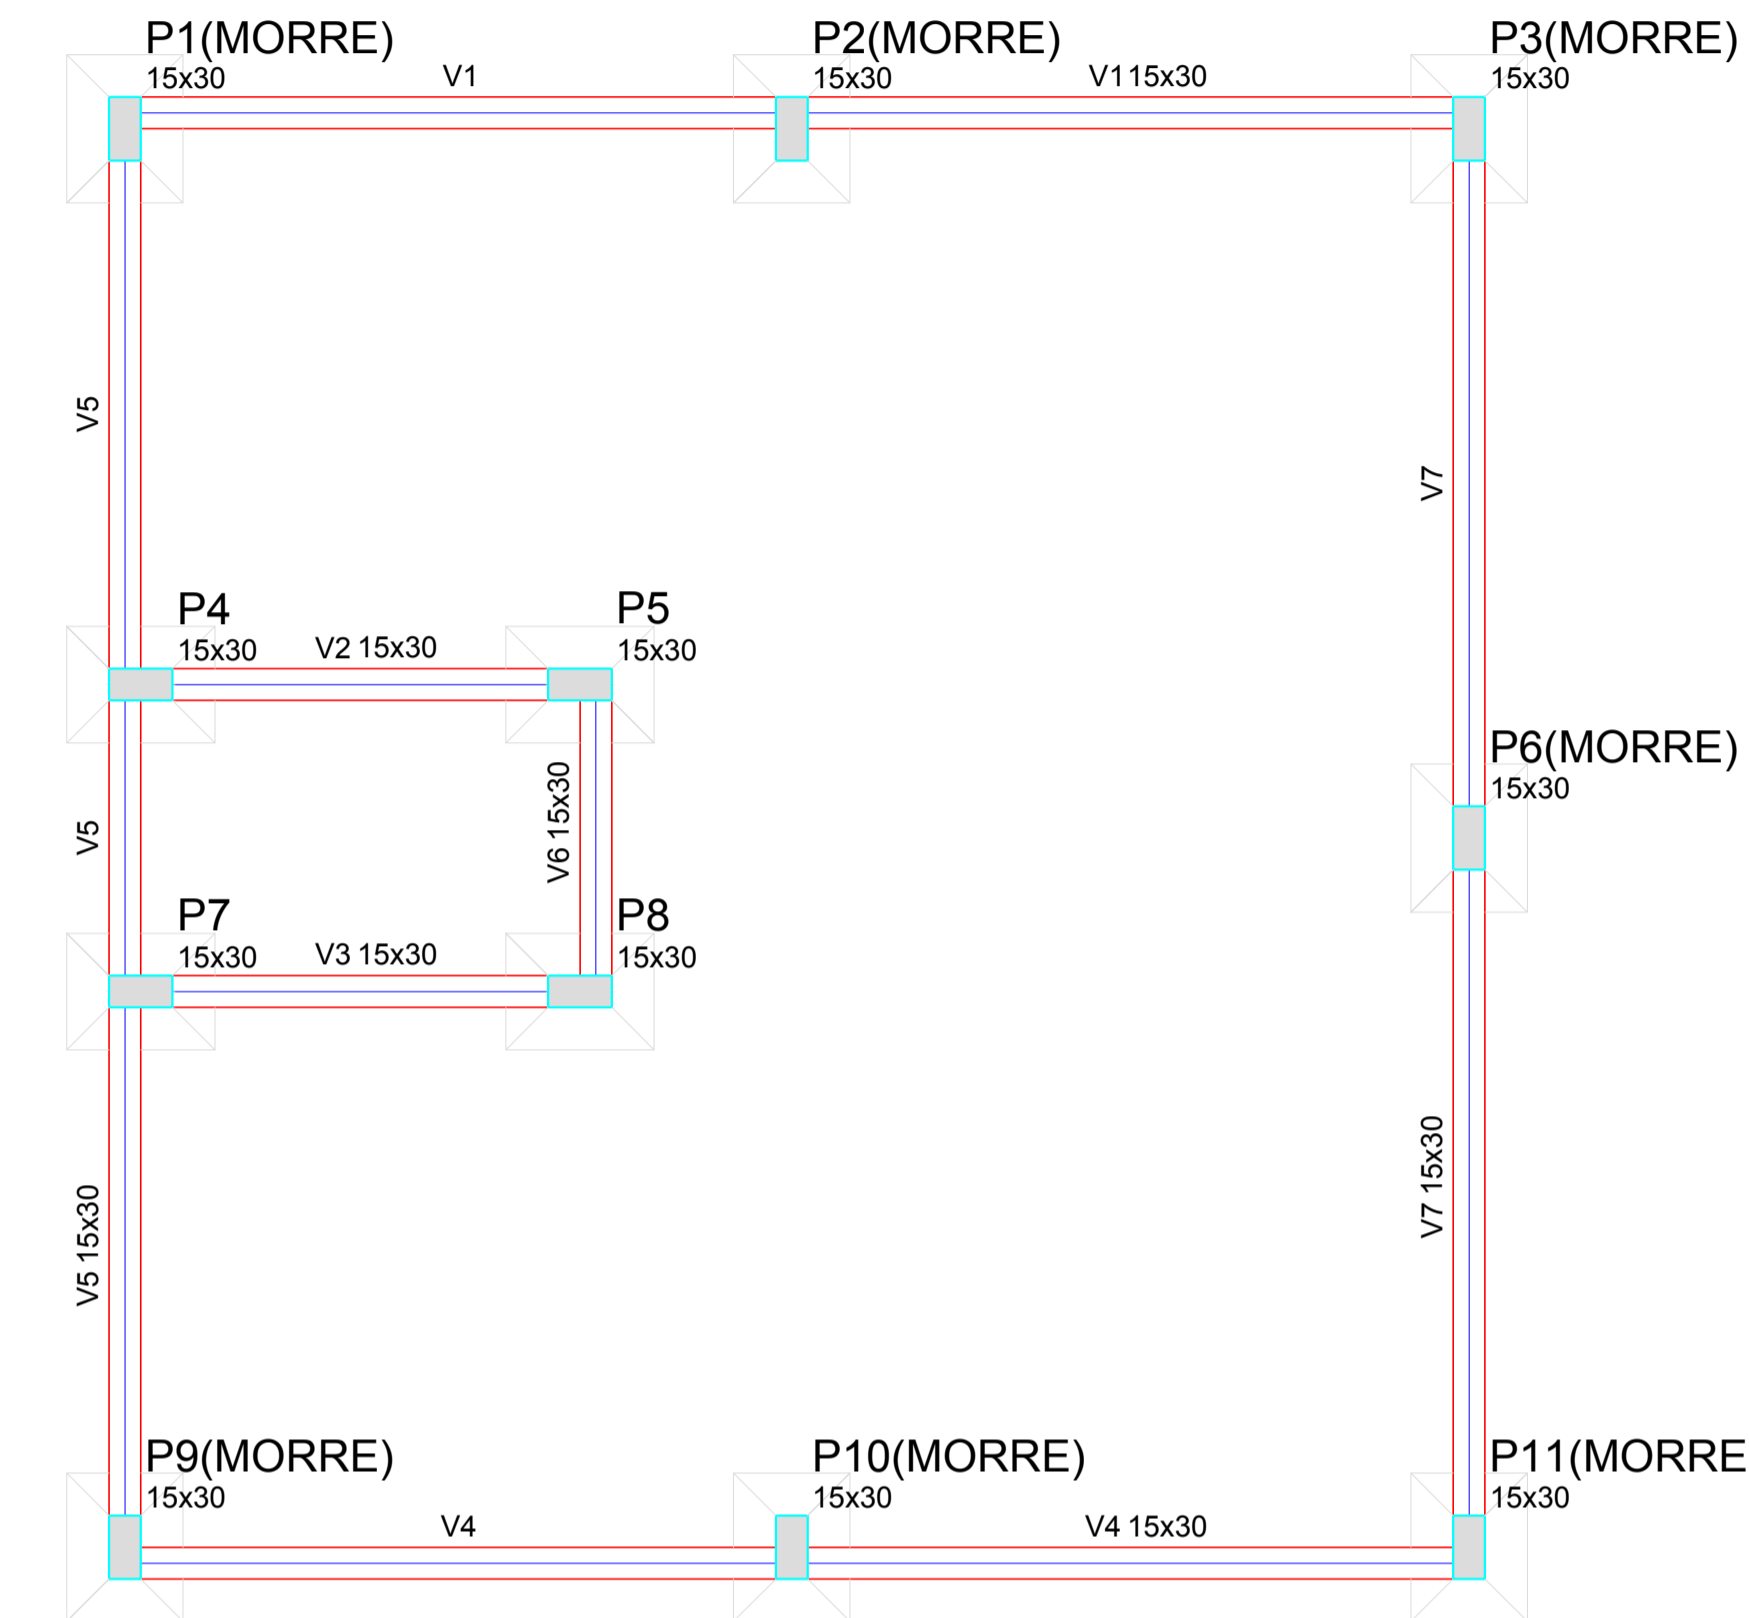 P1(MORRE)
15x30
V1
P2(MORRE)
15x30
V1 15x30
P3(MORRE)
15x30
V5
V7
P4
15x30
V2 15x30
P5
15x30
V6 15x30
P6(MORRE)
15x30
V5
P7
15x30
V3 15x30
P8
15x30
V5 15x30
V7 15x30
P9(MORRE)
15x30
V4
P10(MORRE)
15x30
V4 15x30
P11(MORRE
15x30